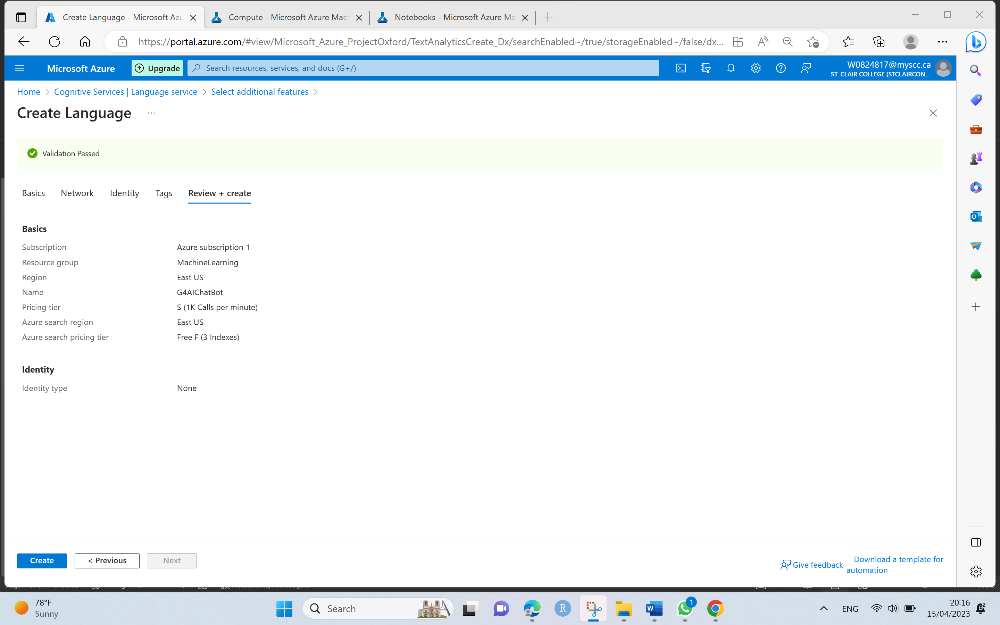 Create Language - Microsoft Azu
Compute - Microsoft Azure Mach
Notebooks - Microsoft Azure Ma
https://portal.azure.com/#view/Microsoft_Azure_ProjectOxford/TextAnalyticsCreate_Dx/searchEnabled~/true/storageEnabled~/false/dx...
Microsoft Azure
Upgrade
Search resources, services, and docs (G+/)
W0824817@myscc.ca
ST. CLAIR COLLEGE (STCLAIRCON...
Home > Cognitive Services | Language service > Select additional features >
Create Language ...
Validation Passed
Basics Network Identity Tags Review + create
Basics
Subscription Azure subscription 1
Resource group MachineLearning
Region East US
Name G4AIChatBot
Pricing tier S (1K Calls per minute)
Azure search region East US
Azure search pricing tier Free F (3 Indexes)
Identity
Identity type None
Create
< Previous
Next
Give feedback
Download a template for
automation
78°F
Sunny
Search
1
ENG
20:16
15/04/2023